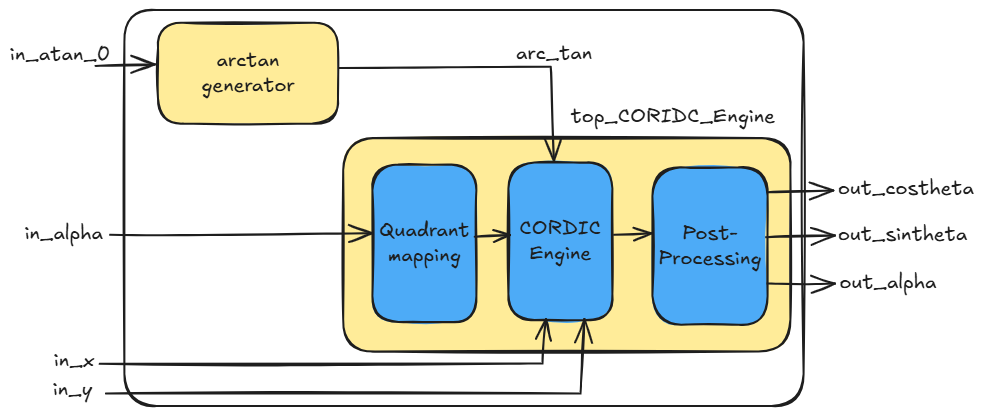 in_atan_0
arctan
generator
arc_tan
top_CORIDC_Engine
in_alpha
Quadrant
mapping
CORDIC
Engine
Post-
Processing
out_costheta
out_sintheta
out_alpha
in_x
in_y